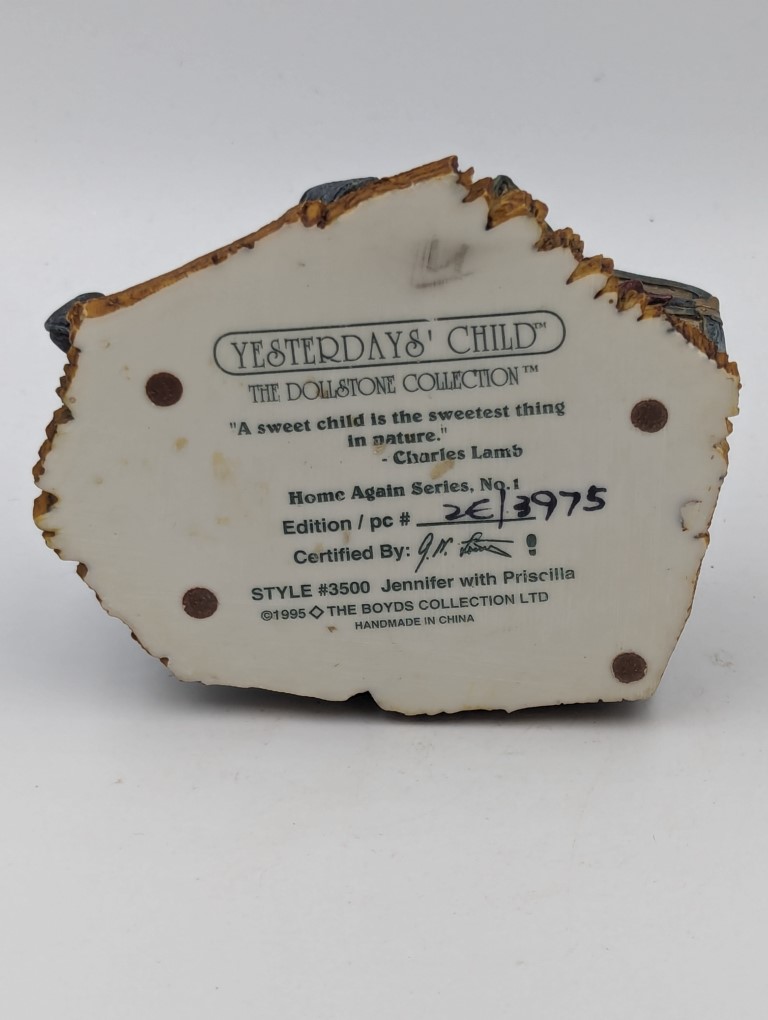 YESTERDAYS' CHILD™
THE DOLLSTONE COLLECTION™
"A sweet child is the sweetest thing
in nature."
- Charles Lamb
Home Again Series, No.1
Edition / pc # 2E/3975
Certified By: G.M.
STYLE #3500 Jennifer with Priscilla
©1995 ◇ THE BOYDS COLLECTION LTD
HANDMADE IN CHINA